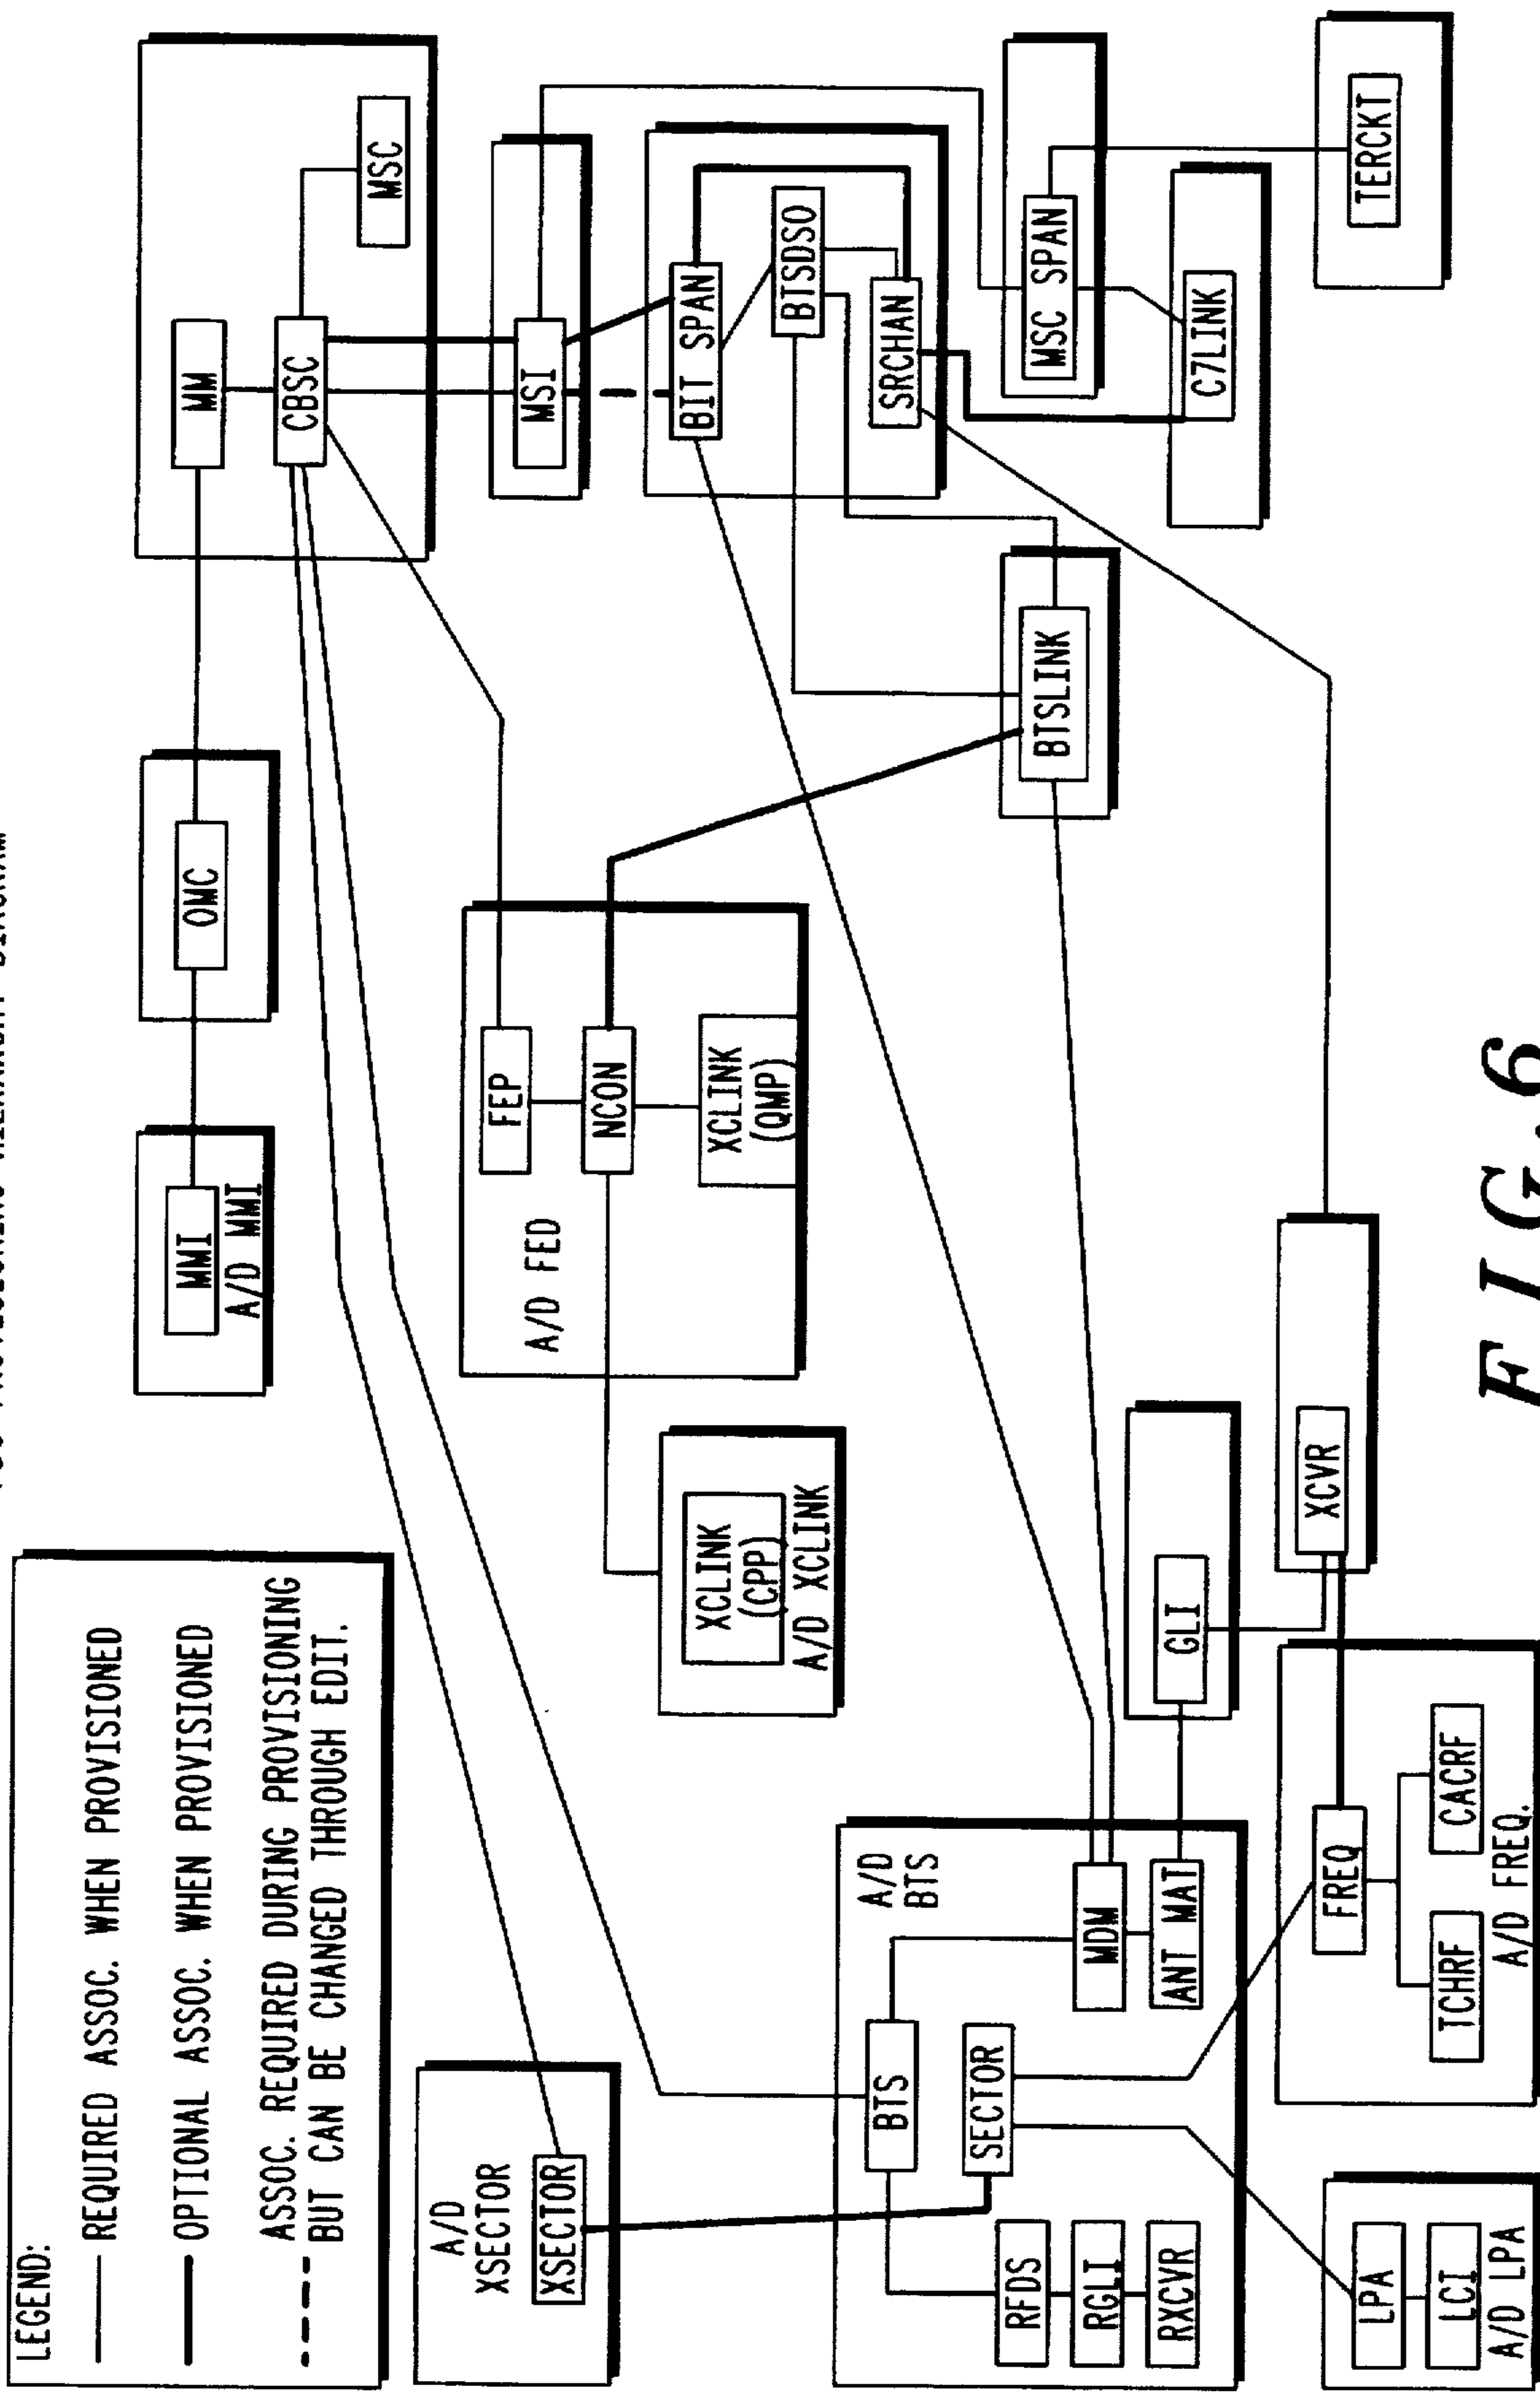 LEGEND:
REQUIRED ASSOC. WHEN PROVISIONED
OPTIONAL ASSOC. WHEN PROVISIONED
ASSOC. REQUIRED DURING PROVISIONING
BUT CAN BE CHANGED THROUGH EDIT.
MMI
A/D MMI
OMC
MM
CBSC
MSC
A/D
XSECTOR
XSECTOR
A/D FED
FEP
NCON
XCLINK
(QMP)
XCLINK
(CPP)
A/D XCLINK
MSI
BIT SPAN
BTSDSO
SRCHAN
BTSLINK
MSC SPAN
C7LINK
TERCKT
A/D
BTS
BTS
SECTOR
MDM
ANT MAT
RFDS
RGLI
RXCVR
GLI
XCVR
LPA
LCI
A/D LPA
FREQ
TCHRF
CACRF
A/D FREQ.
FIG. 6